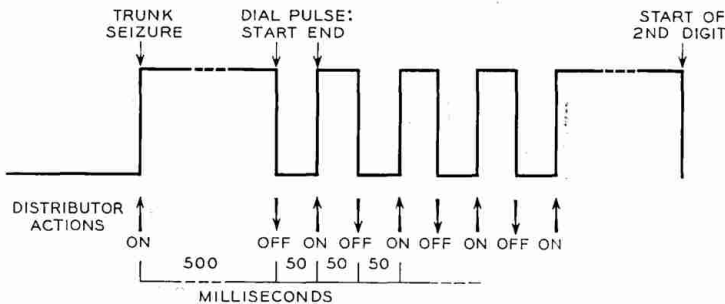 TRUNK SEIZURE
DIAL PULSE: START END
START OF 2ND DIGIT
DISTRIBUTOR ACTIONS
ON OFF ON OFF ON OFF ON OFF ON
500 50 50 50
MILLISECONDS